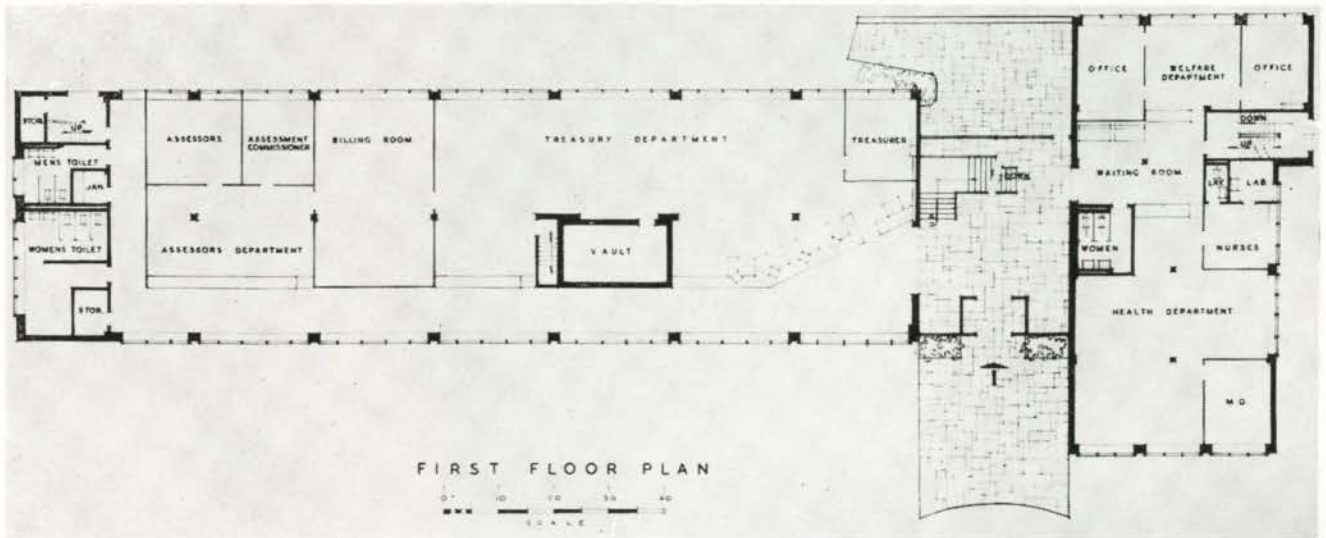 OFFICE
WELFARE
DEPARTMENT
OFFICE
STOR.
UP
MENS TOILET
JAN.
WOMENS TOILET
STOR.
ASSESSORS
ASSESSMENT
COMMISSIONER
BILLING ROOM
TREASURY DEPARTMENT
TREASURER
ASSESSORS DEPARTMENT
VAULT
DOWN
DOWN
UP
WAITING ROOM
LAV.
LAB.
WOMEN
NURSES
HEALTH DEPARTMENT
M.O.
FIRST FLOOR PLAN
0 10 20 30 40
SCALE